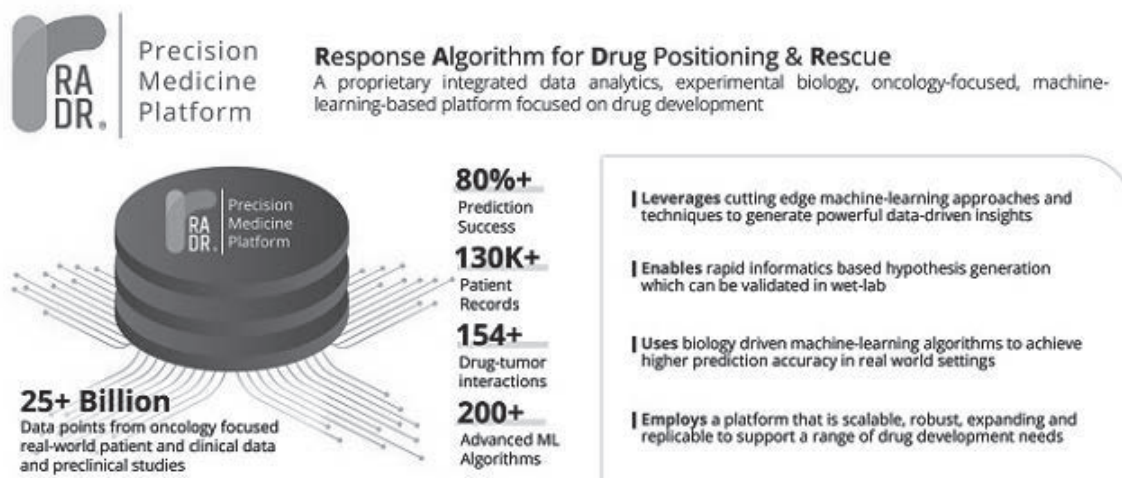 RA
DR®
Precision
Medicine
Platform
Response Algorithm for Drug Positioning & Rescue
A proprietary integrated data analytics, experimental biology, oncology-focused, machine-
learning-based platform focused on drug development
RA
DR®
Precision
Medicine
Platform
25+ Billion
Data points from oncology focused
real-world patient and clinical data
and preclinical studies
80%+
Prediction
Success
130K+
Patient
Records
154+
Drug-tumor
interactions
200+
Advanced ML
Algorithms
Leverages cutting edge machine-learning approaches and
techniques to generate powerful data-driven insights
Enables rapid informatics based hypothesis generation
which can be validated in wet-lab
Uses biology driven machine-learning algorithms to achieve
higher prediction accuracy in real world settings
Employs a platform that is scalable, robust, expanding and
replicable to support a range of drug development needs